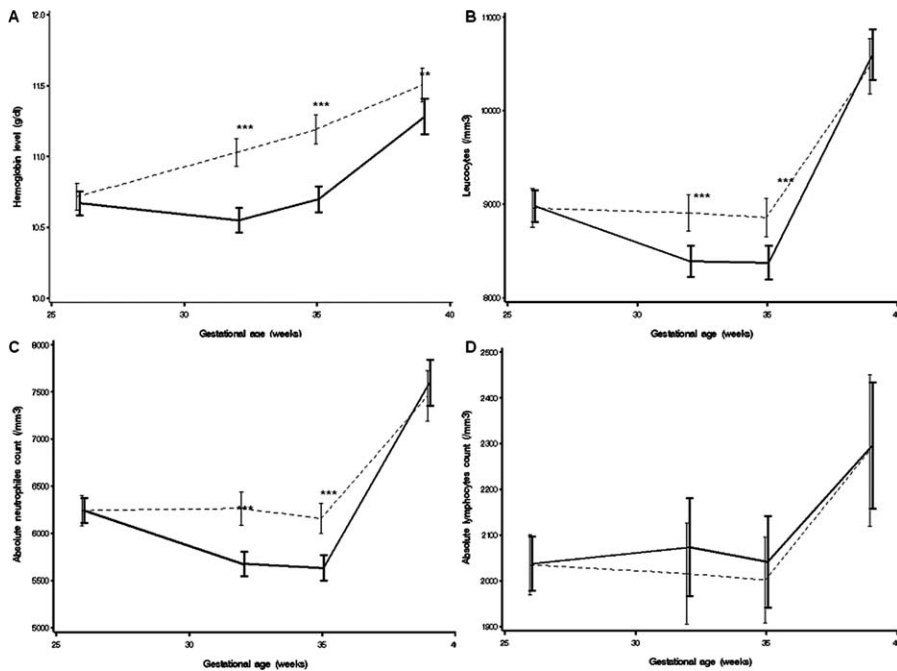 A
12.0
11.5
11.0
10.5
10.0
Hemoglobin level (g/dl)
***
***
**
25 30 35 40
Gestational age (weeks)
B
11000
10000
9000
8000
Leucocytes (/mm3)
***
***
25 30 35
Gestational age (weeks)
C
8000
7500
7000
6500
6000
5500
5000
Absolute neutrophiles count (/mm3)
***
***
25 30 35
Gestational age (weeks)
D
2500
2400
2300
2200
2100
2000
1900
Absolute lymphocytes count (/mm3)
25 30 35
Gestational age (weeks)